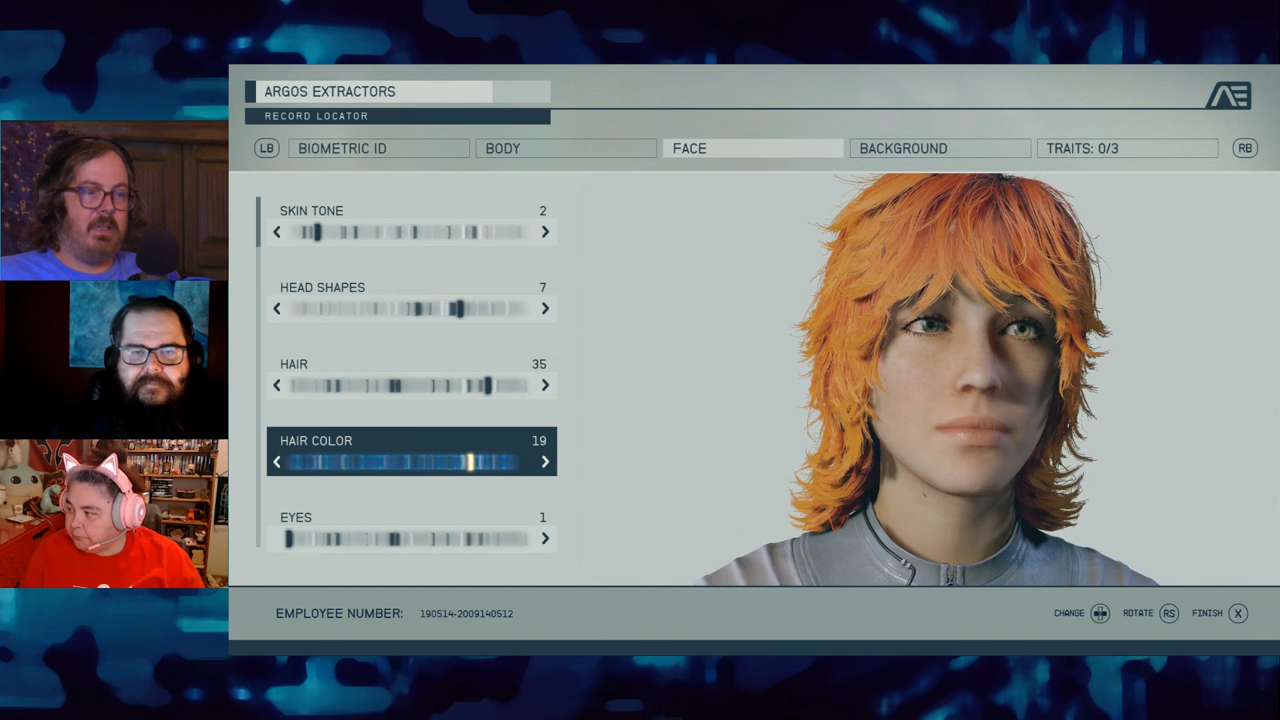 ARGOS EXTRACTORS
RECORD LOCATOR
AE
LB BIOMETRIC ID BODY FACE BACKGROUND TRAITS: 0/3 RB
SKIN TONE 2
HEAD SHAPES 7
HAIR 35
HAIR COLOR 19
EYES 1
EMPLOYEE NUMBER: 190514-2009140512 CHANGE ROTATE RS FINISH X